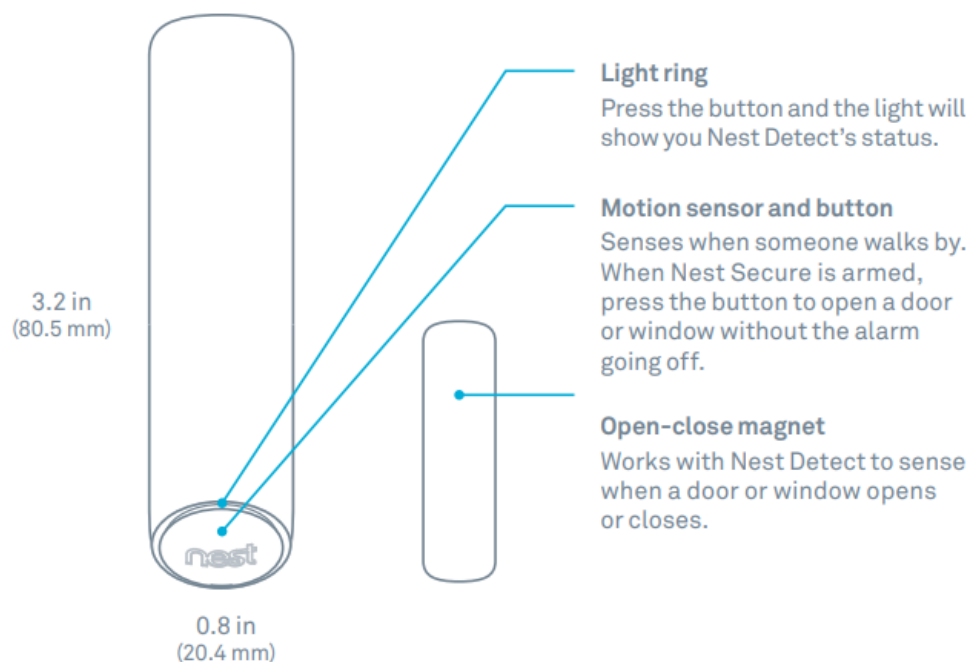 Light ring
Press the button and the light will
show you Nest Detect's status.
Motion sensor and button
Senses when someone walks by.
When Nest Secure is armed,
press the button to open a door
or window without the alarm
going off.
Open-close magnet
Works with Nest Detect to sense
when a door or window opens
or closes.
3.2 in
(80.5 mm)
nest
0.8 in
(20.4 mm)